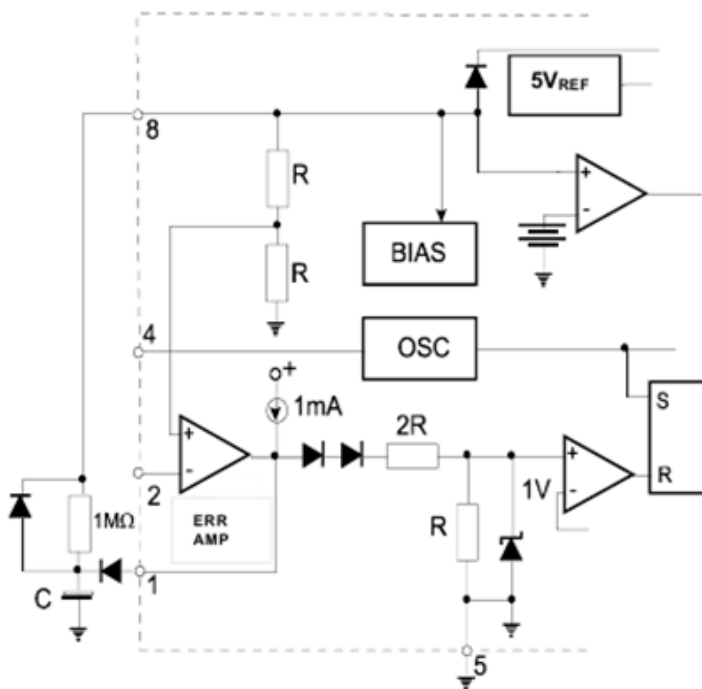 5VREF
8
R
+
-
R
BIAS
4
OSC
+
1mA
S
2R
+
+
-
1V
-
R
2
ERR
AMP
1MΩ
R
1
C
5